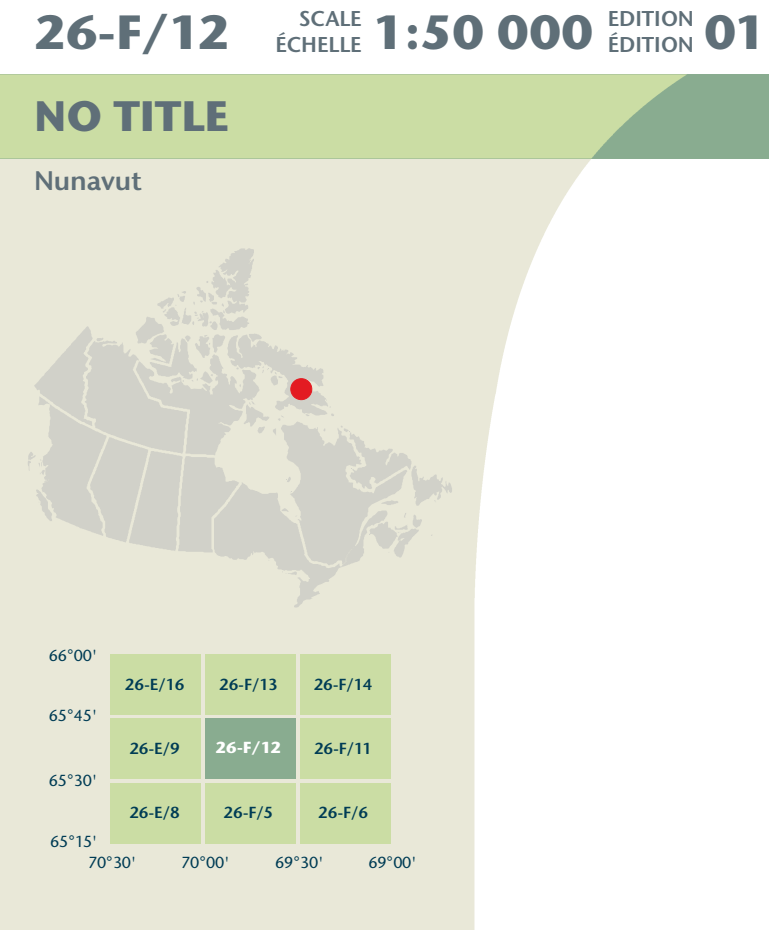 26-F/12 SCALE 1:50 000 EDITION 01
ÉCHELLE ÉDITION
NO TITLE
Nunavut
66°00'
26-E/16 26-F/13 26-F/14
65°45'
26-E/9 26-F/12 26-F/11
65°30'
26-E/8 26-F/5 26-F/6
65°15'
70°30' 70°00' 69°30' 69°00'